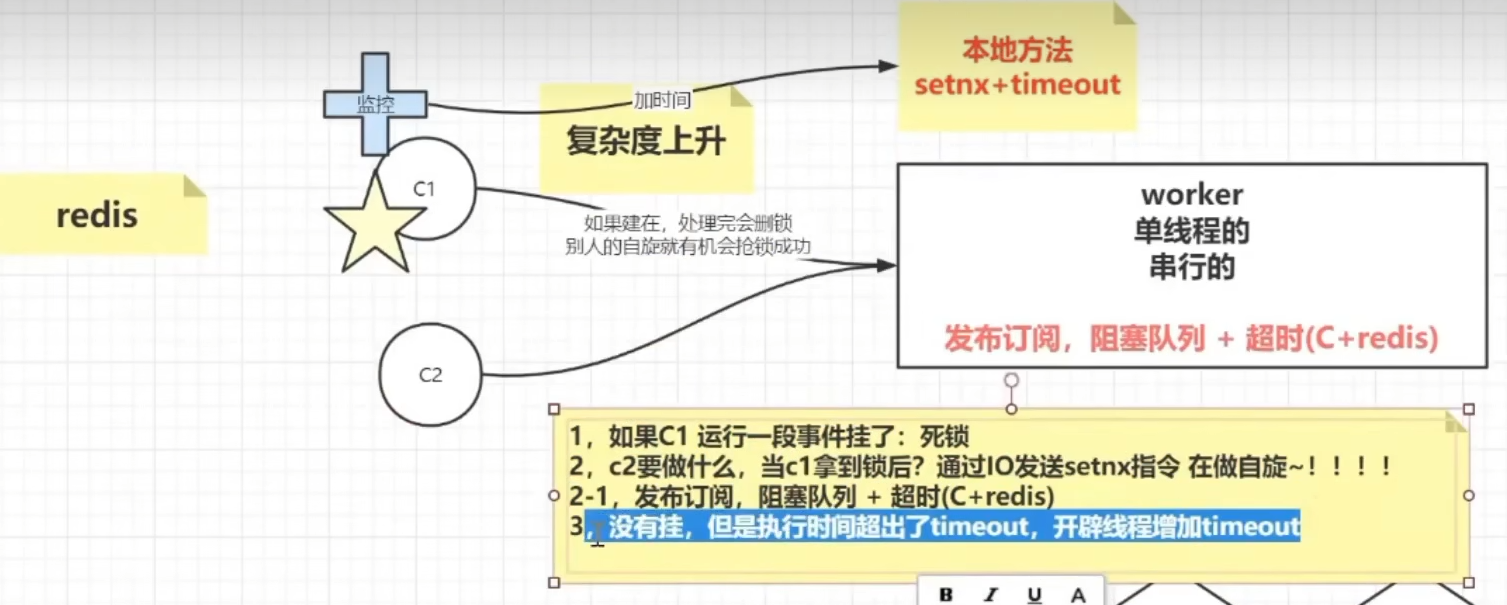 本地方法
setnx+timeout
监控
加时间
复杂度上升
redis
C1
如果建在，处理完会删锁
别人的自旋就有机会抢锁成功
worker
单线程的
串行的
发布订阅，阻塞队列 + 超时(C+redis)
C2
1，如果C1 运行一段事件挂了：死锁
2，c2要做什么，当c1拿到锁后？通过IO发送setnx指令 在做自旋~！！！！
2-1，发布订阅，阻塞队列 + 超时(C+redis)
3，没有挂，但是执行时间超出了timeout，开辟线程增加timeout
B I U A